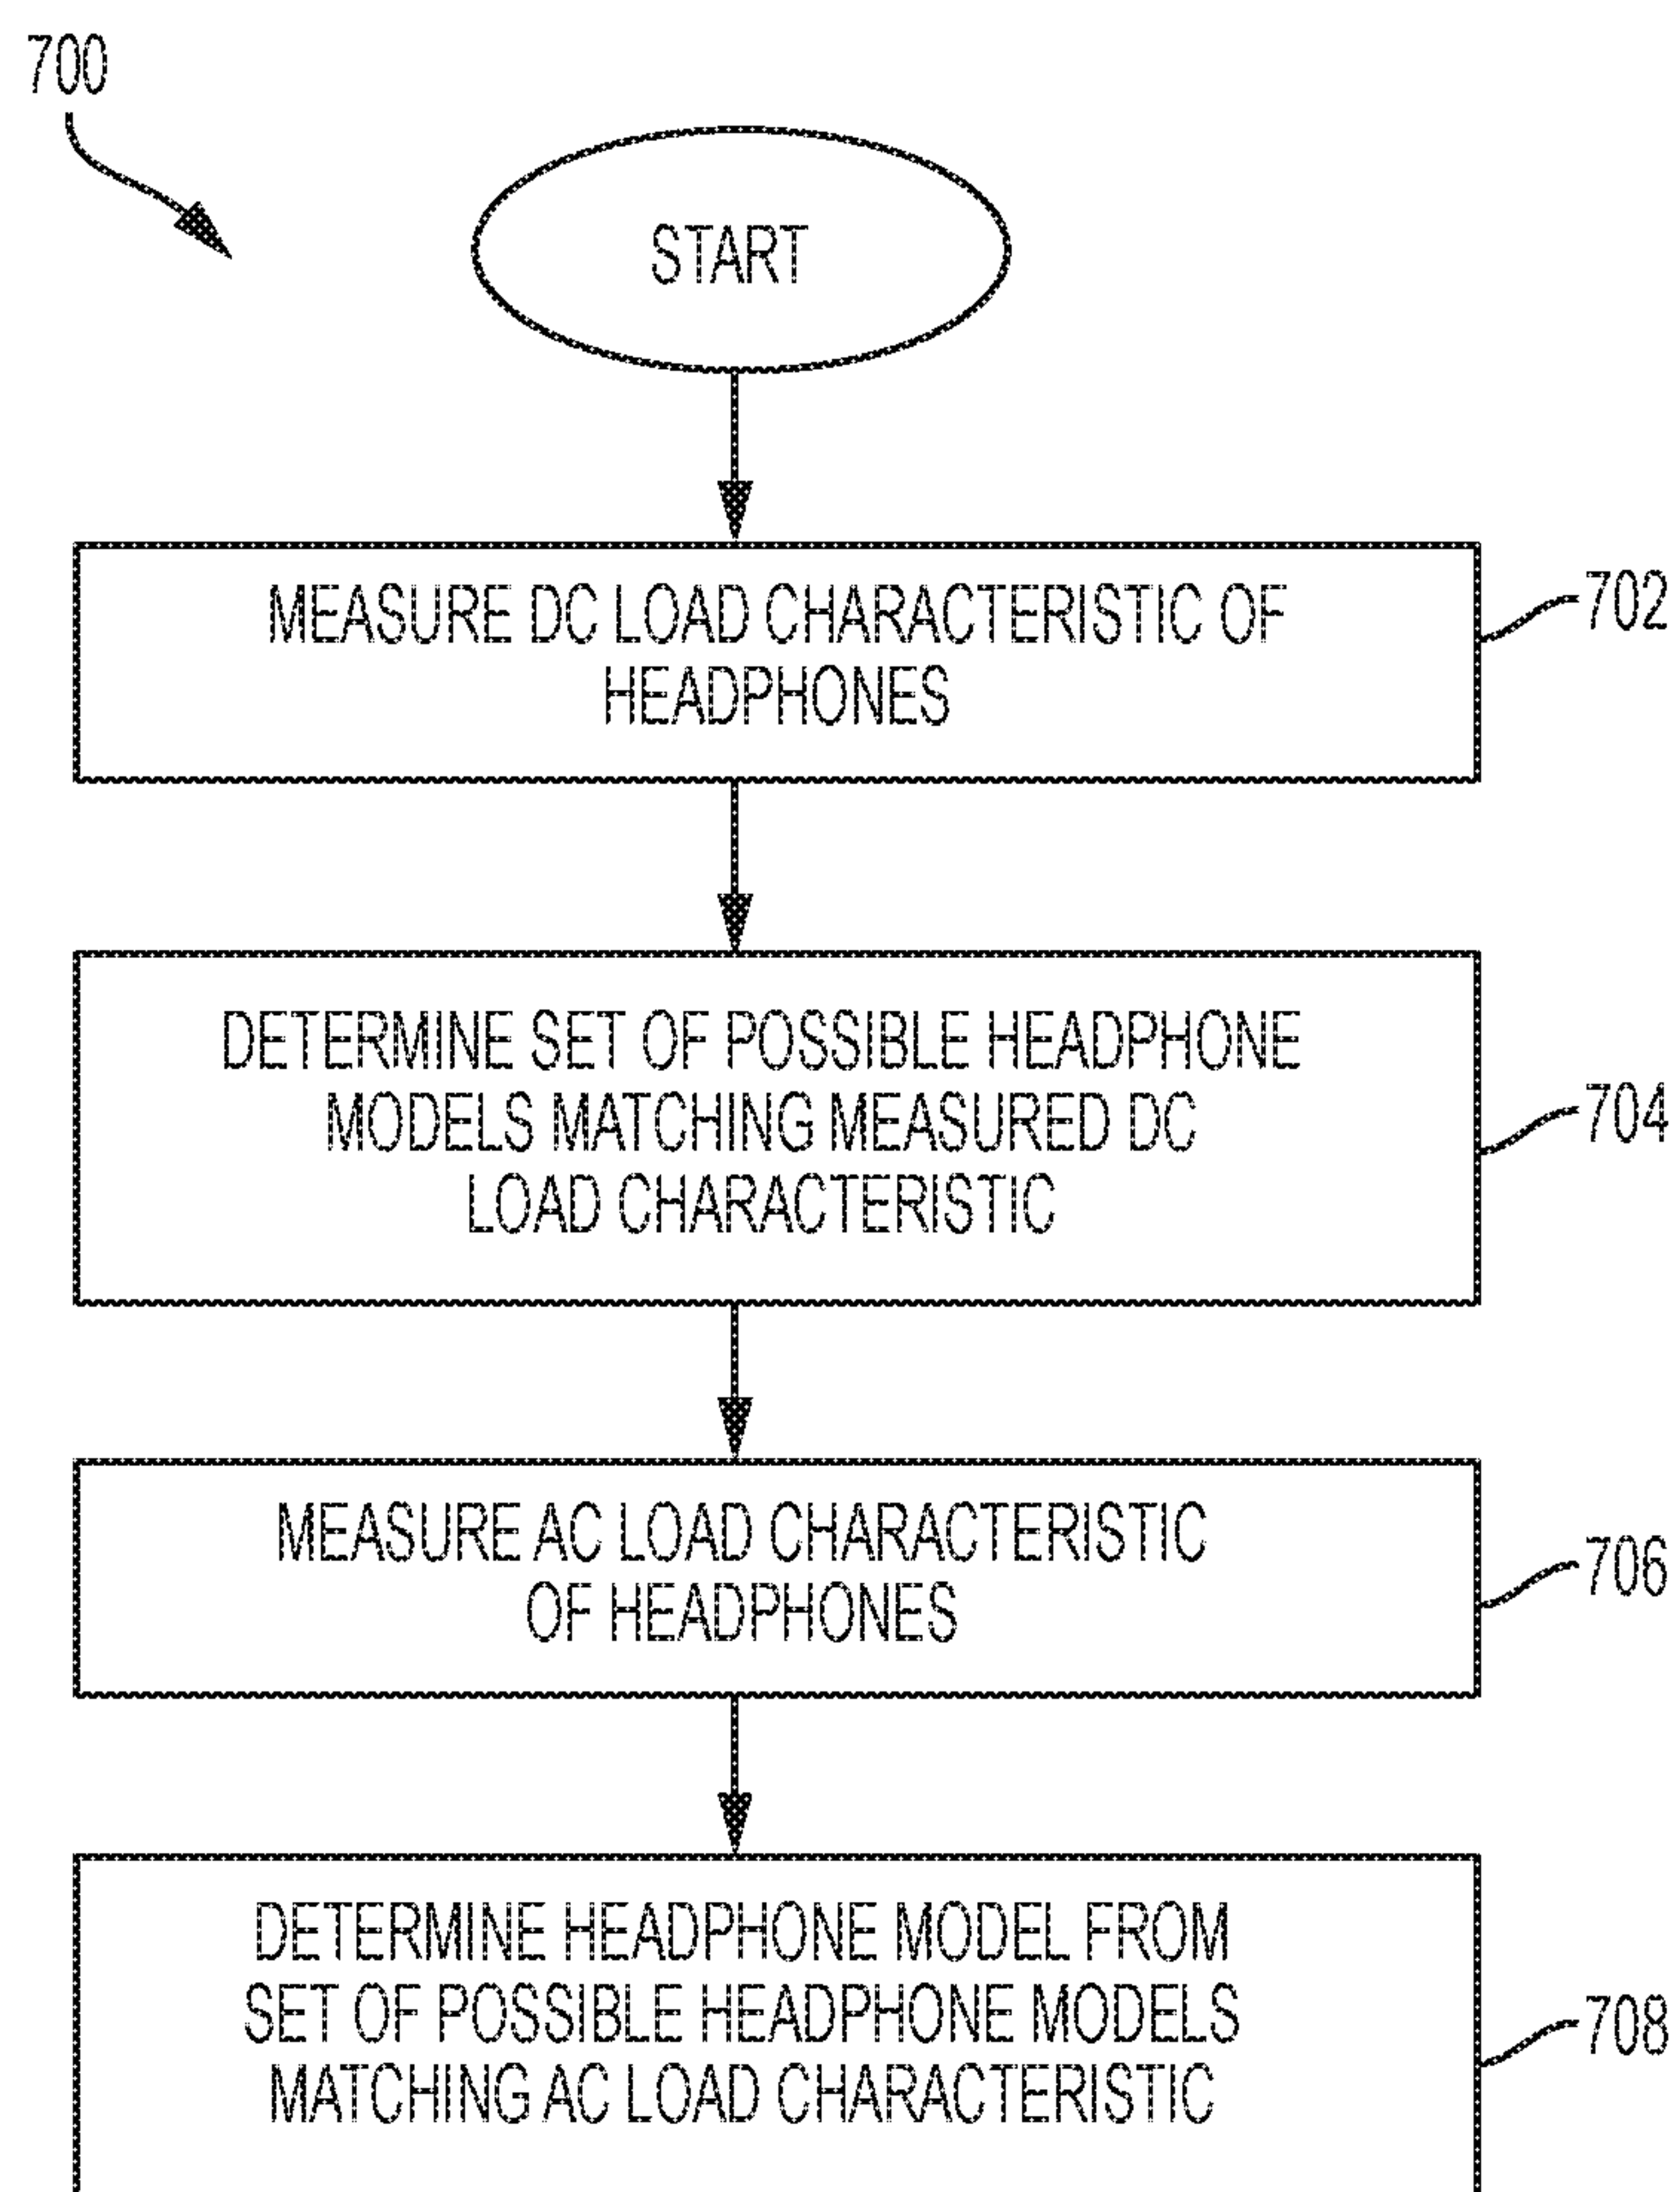 700
START
MEASURE DC LOAD CHARACTERISTIC OF
HEADPHONES
702
DETERMINE SET OF POSSIBLE HEADPHONE
MODELS MATCHING MEASURED DC
LOAD CHARACTERISTIC
704
MEASURE AC LOAD CHARACTERISTIC
OF HEADPHONES
706
DETERMINE HEADPHONE MODEL FROM
SET OF POSSIBLE HEADPHONE MODELS
MATCHING AC LOAD CHARACTERISTIC
708